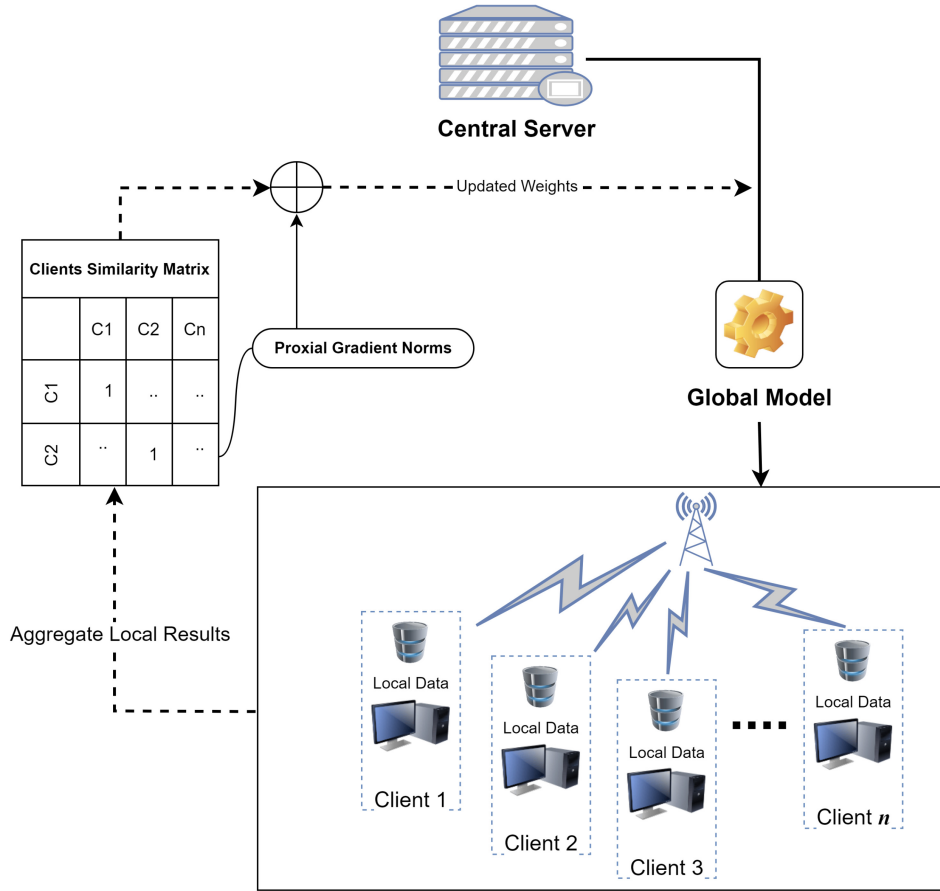 Central Server
Updated Weights
Clients Similarity Matrix
C1 C2 Cn
Proxial Gradient Norms
C1 1 .. ..
C2 .. 1 ..
Global Model
Aggregate Local Results
Local Data
Client 1
Local Data
Client 2
Local Data
Client 3
Local Data
Client n